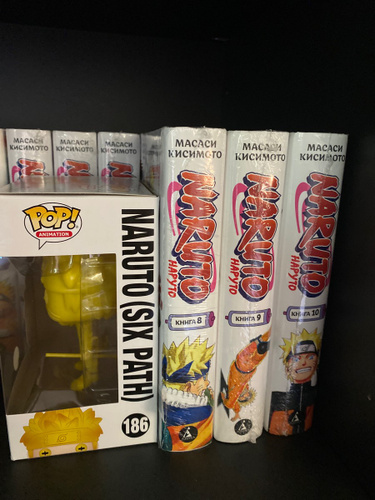 МАСАСИ
КИСИМОТО
МАСАСИ
КИСИМОТО
МАСАСИ
КИСИМОТО
POP!
ANIMATION
NARUTO (SIX PATH)
186
МАСАСИ
КИСИМОТО
NARUTO
НАРУТО
КНИГА 8
МАСАСИ
КИСИМОТО
NARUTO
НАРУТО
КНИГА 9
МАСАСИ
КИСИМОТО
NARUTO
НАРУТО
КНИГА 10